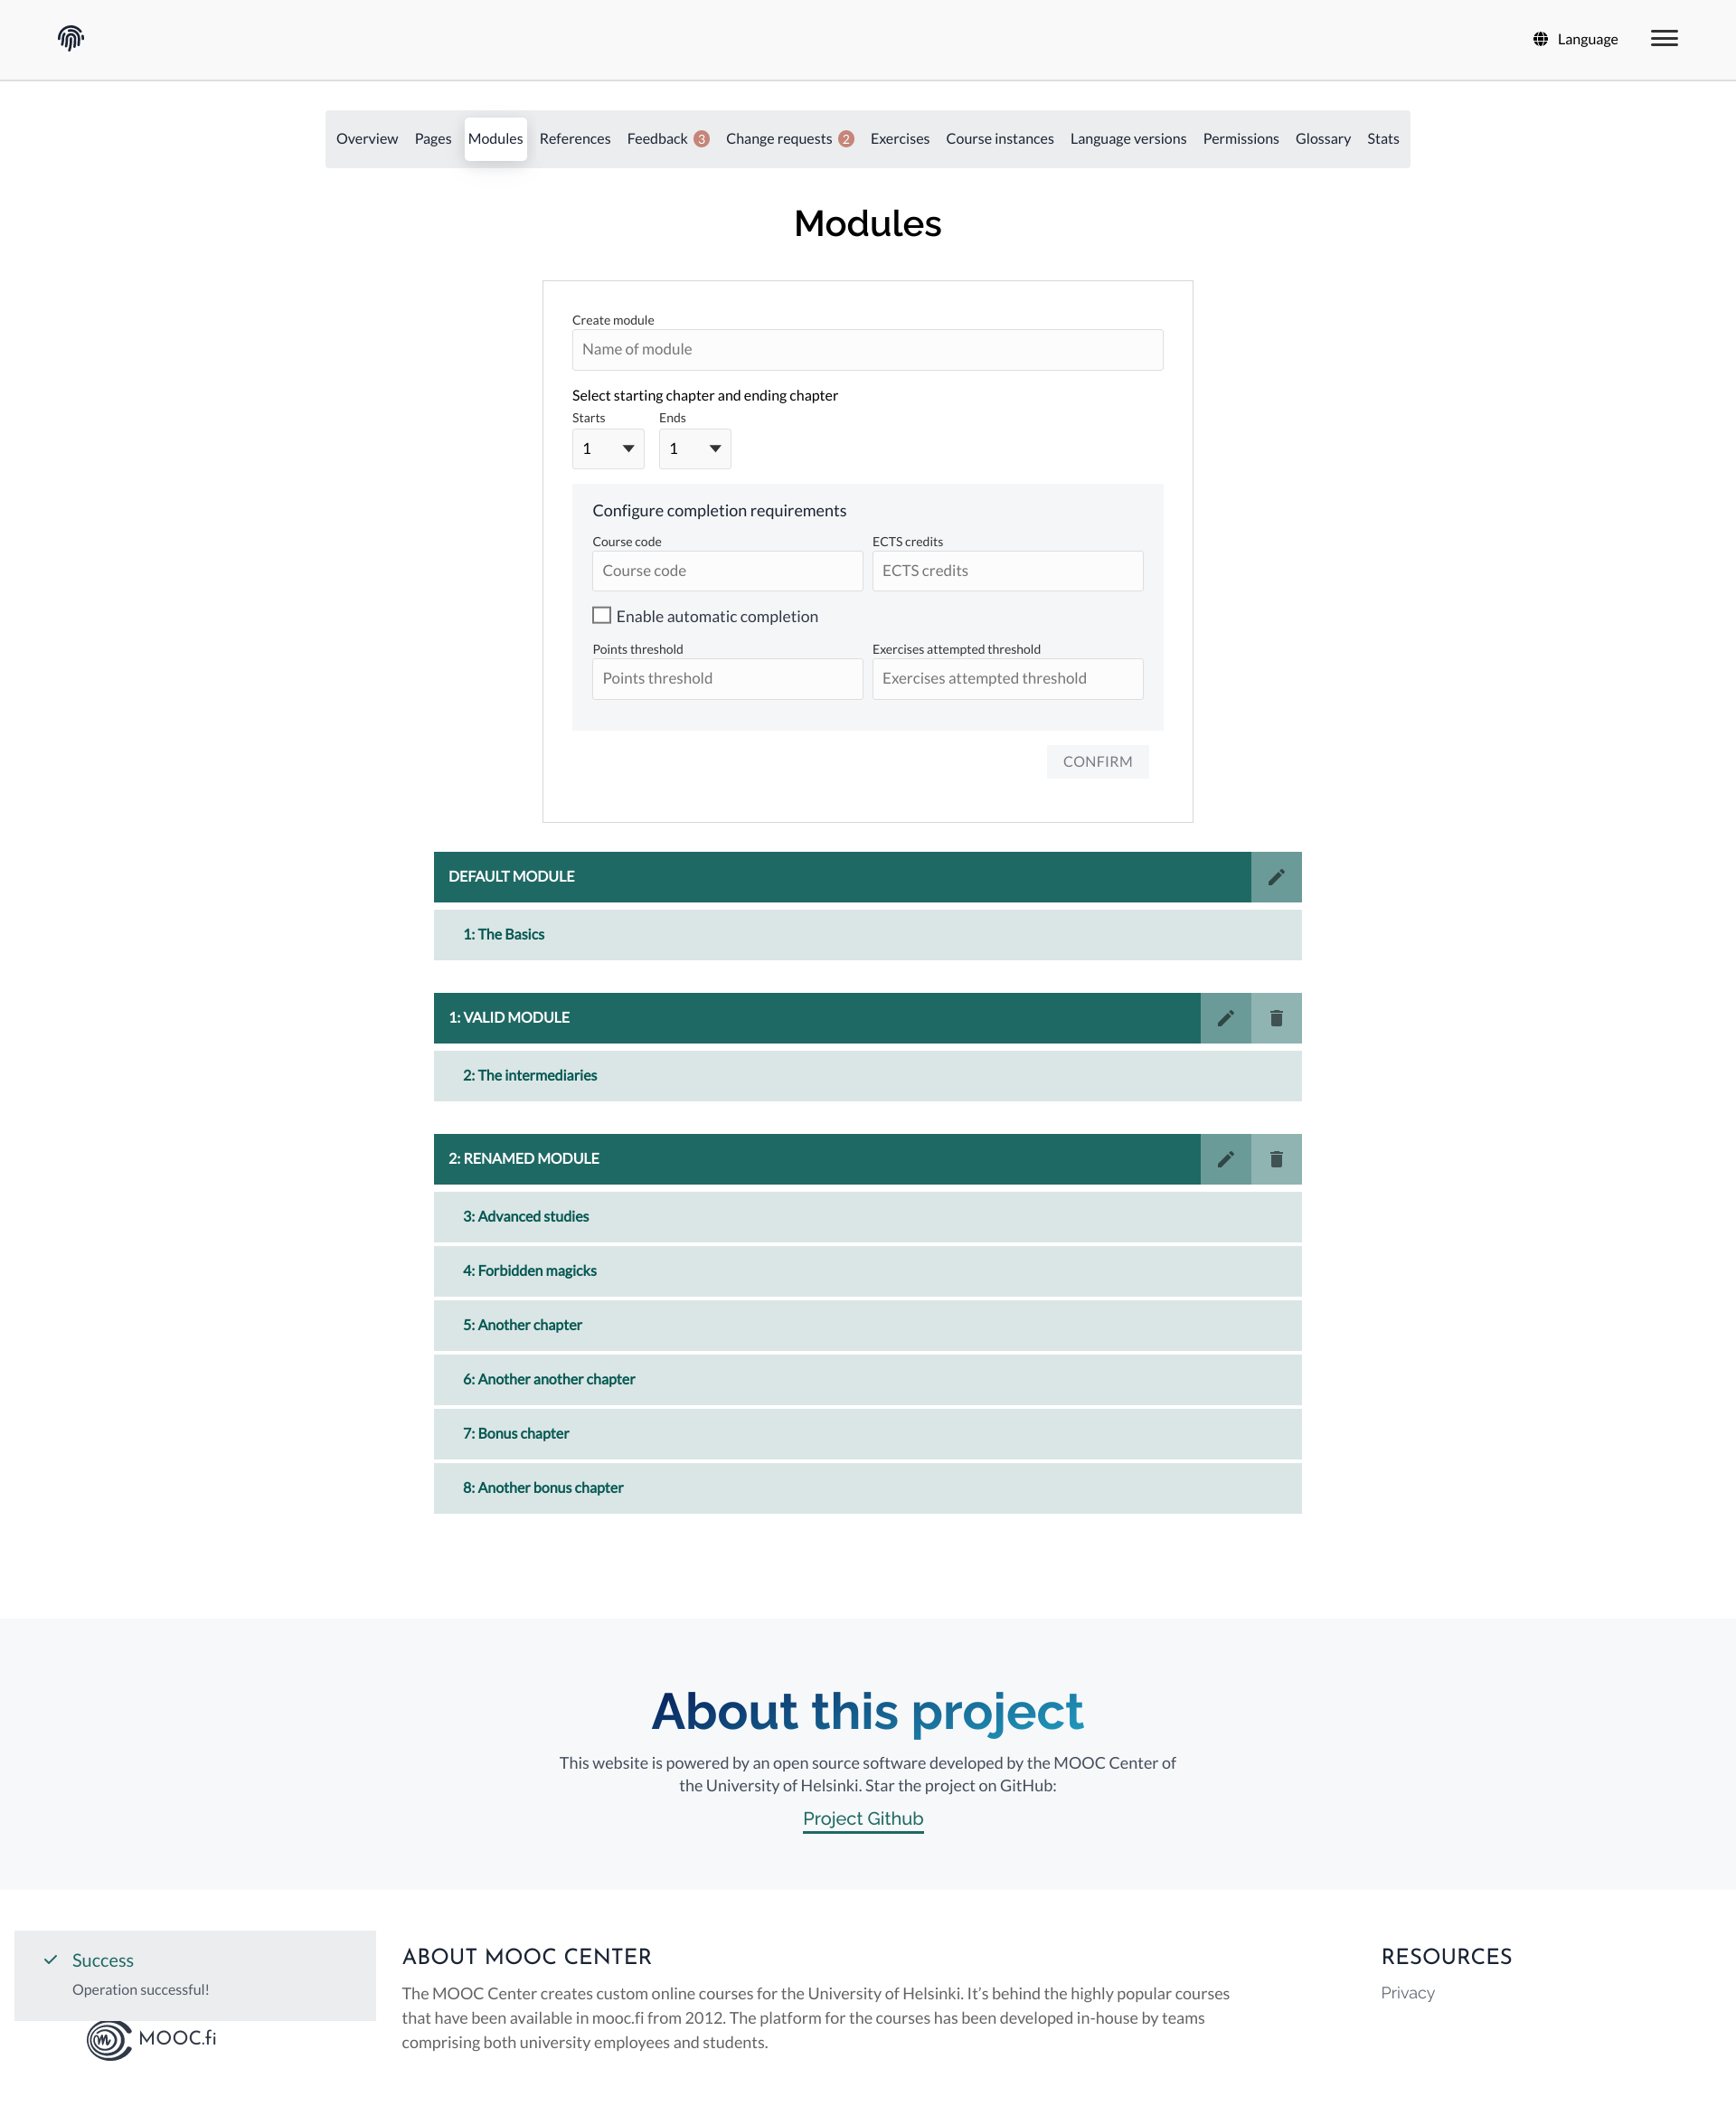 Language
Overview Pages Modules References Feedback 3 Change requests 2 Exercises Course instances Language versions Permissions Glossary Stats
Modules
Create module
Name of module
Select starting chapter and ending chapter
Starts Ends
1 1
Configure completion requirements
Course code ECTS credits
Course code ECTS credits
Enable automatic completion
Points threshold Exercises attempted threshold
Points threshold Exercises attempted threshold
CONFIRM
DEFAULT MODULE
1: The Basics
1: VALID MODULE
2: The intermediaries
2: RENAMED MODULE
3: Advanced studies
4: Forbidden magicks
5: Another chapter
6: Another another chapter
7: Bonus chapter
8: Another bonus chapter
About this project
This website is powered by an open source software developed by the MOOC Center of
the University of Helsinki. Star the project on GitHub:
Project Github
Success
Operation successful!
MOOC.fi
ABOUT MOOC CENTER
The MOOC Center creates custom online courses for the University of Helsinki. It’s behind the highly popular courses
that have been available in mooc.fi from 2012. The platform for the courses has been developed in-house by teams
comprising both university employees and students.
RESOURCES
Privacy